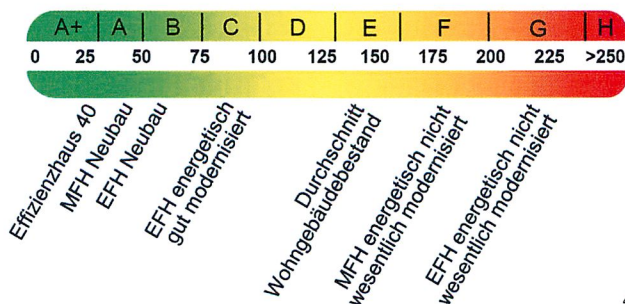 A+ A B C D E F G H
0 25 50 75 100 125 150 175 200 225 >250
Effizienzhaus 40
MFH Neubau
EFH Neubau
EFH energetisch
gut modernisiert
Durchschnitt
Wohngebäudebestand
MFH energetisch nicht
wesentlich modernisiert
EFH energetisch nicht
wesentlich modernisiert